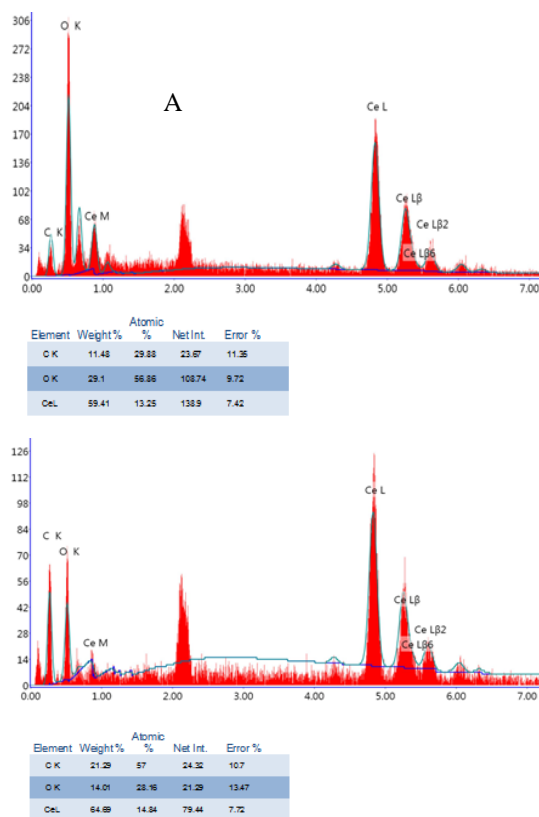 306
272
238
204
170
136
102
68
34
0
O K
A
Ce L
Ce Lβ
Ce Lβ2
Ce Lβ6
Ce M
C K
0.00 1.00 2.00 3.00 4.00 5.00 6.00 7.0
Element Weight % Atomic % Net Int. Error %
C K 11.48 29.88 23.67 11.35
O K 29.1 56.86 108.74 9.72
CeL 59.41 13.25 138.9 7.42
126
112
98
84
70
56
42
28
14
0
C K
O K
Ce L
Ce Lβ
Ce Lβ2
Ce Lβ6
Ce M
0.00 1.00 2.00 3.00 4.00 5.00 6.00 7.0
Element Weight % Atomic % Net Int. Error %
C K 21.29 57 24.32 10.7
O K 14.01 28.16 21.29 13.47
CeL 64.69 14.84 79.44 7.72